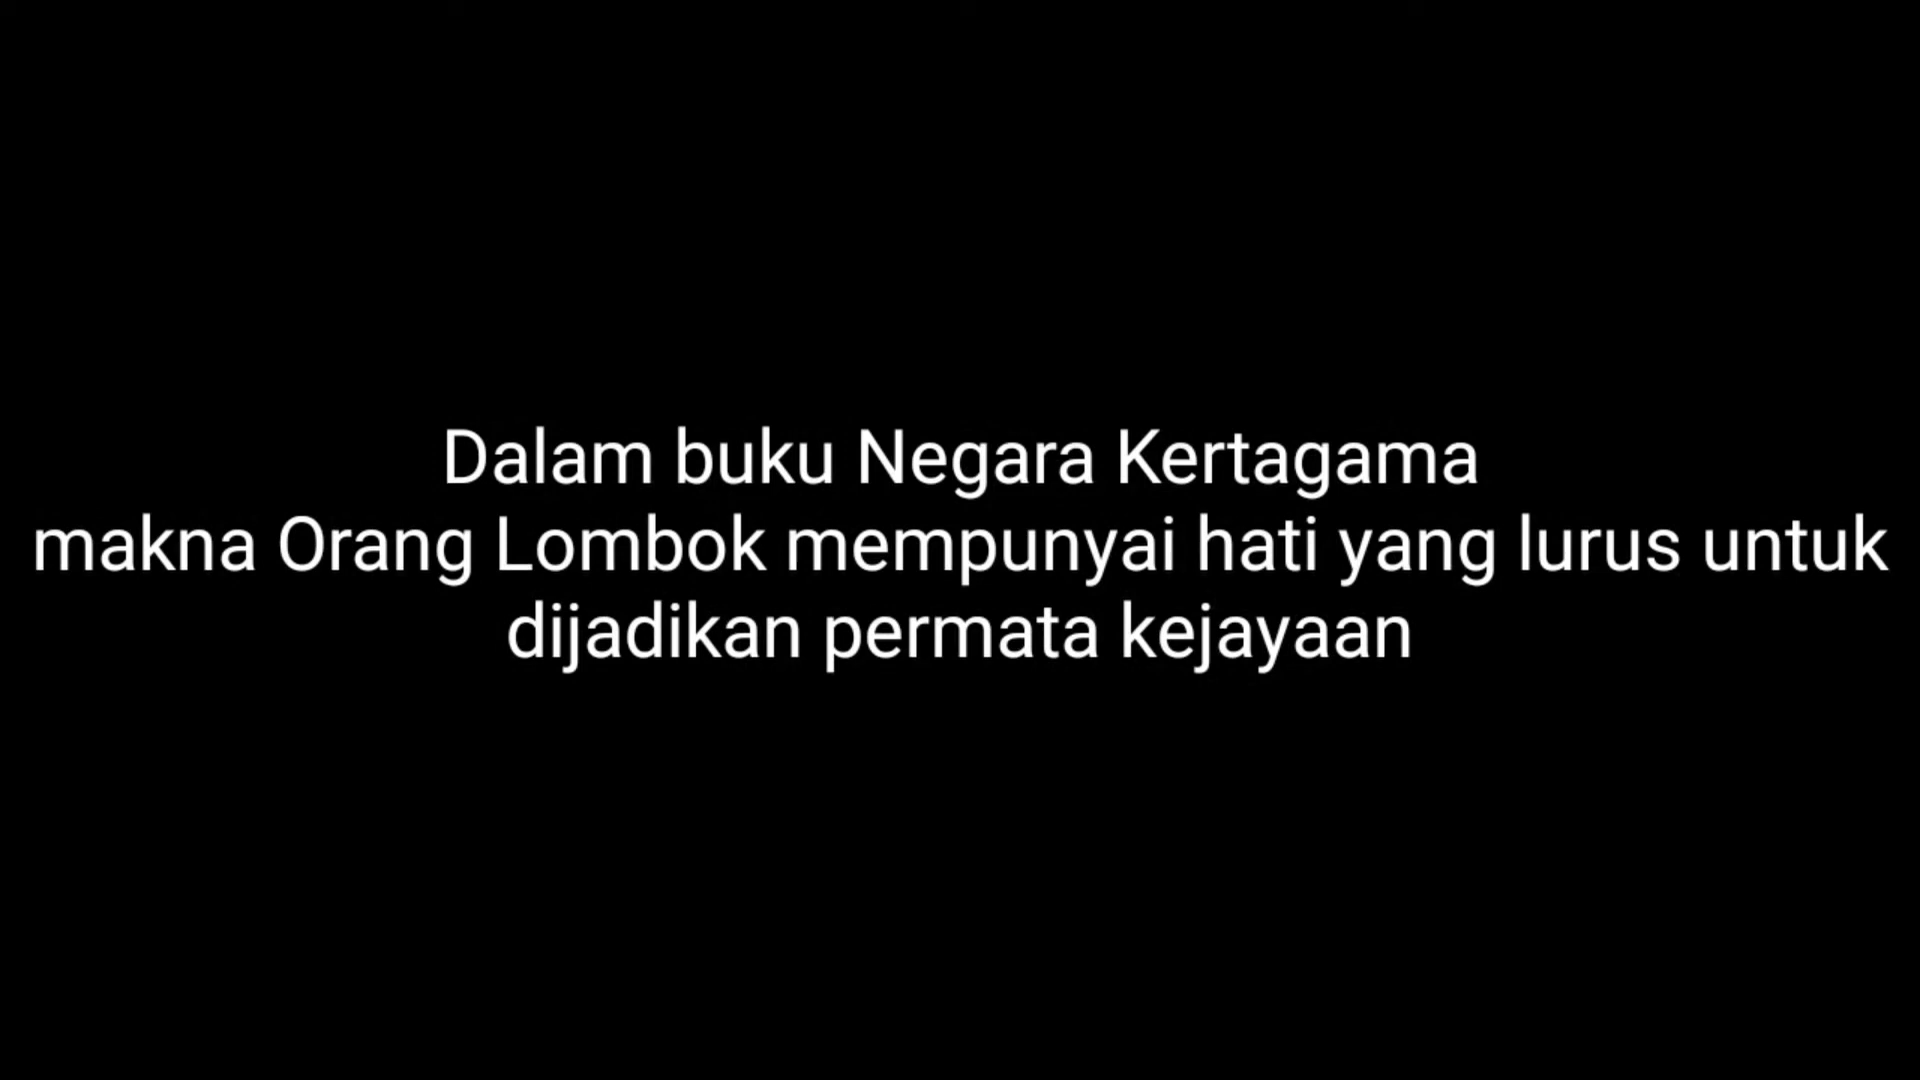 Dalam buku Negara Kertagama
makna Orang Lombok mempunyai hati yang lurus untuk
dijadikan permata kejayaan